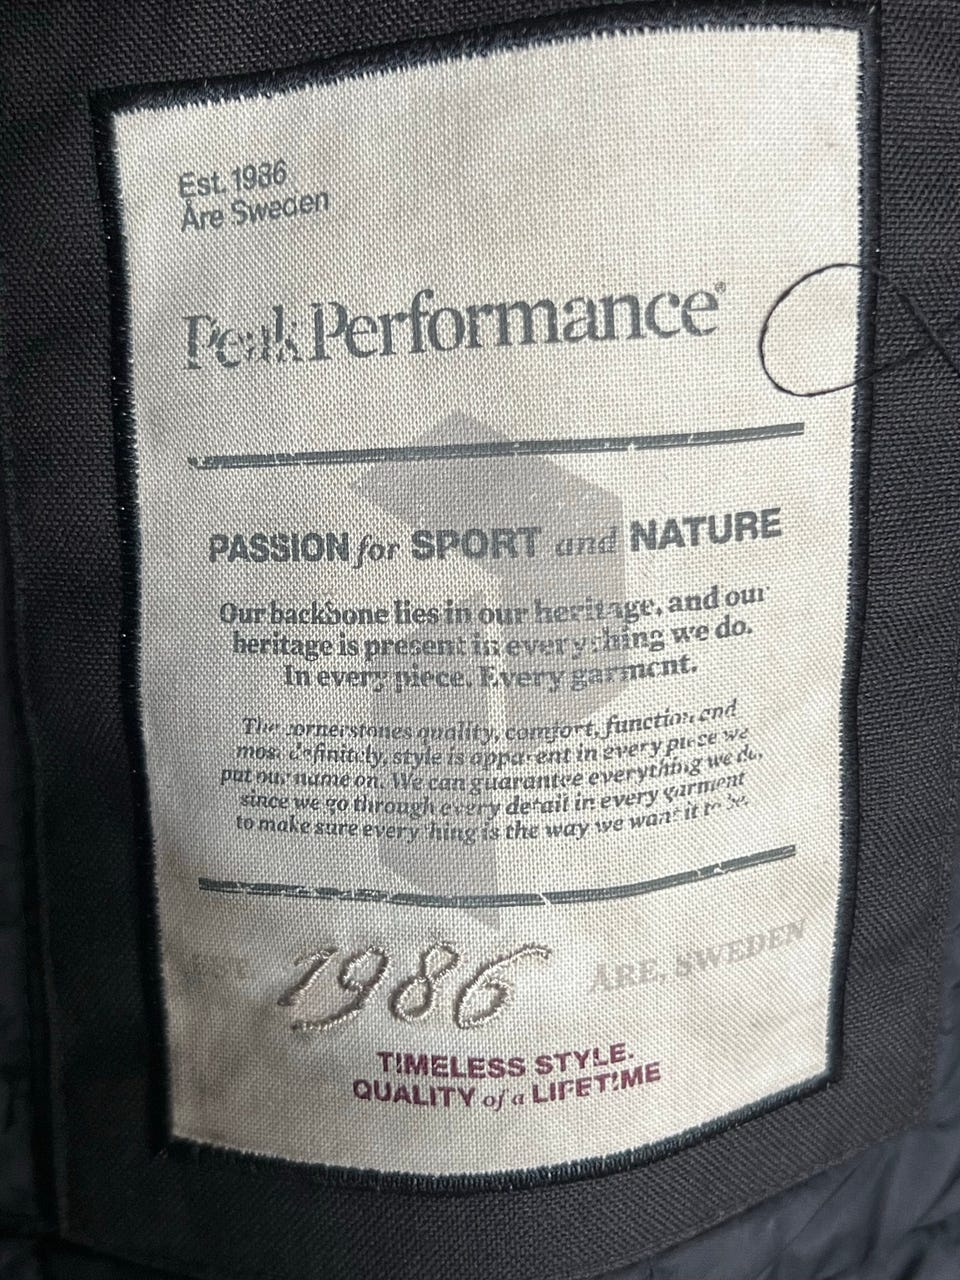 Est. 1986
Åre Sweden
Peak Performance®
PASSION for SPORT and NATURE
Our backbone lies in our heritage, and our
heritage is present in everything we do.
In every piece. Every garment.
The cornerstones quality, comfort, function and
most definitely, style is apparent in every piece we
put our name on. We can guarantee everything we do,
since we go through every detail in every garment
to make sure everything is the way we want it to be.
EST 1986 ÅRE, SWEDEN
TIMELESS STYLE.
QUALITY of a LIFETIME